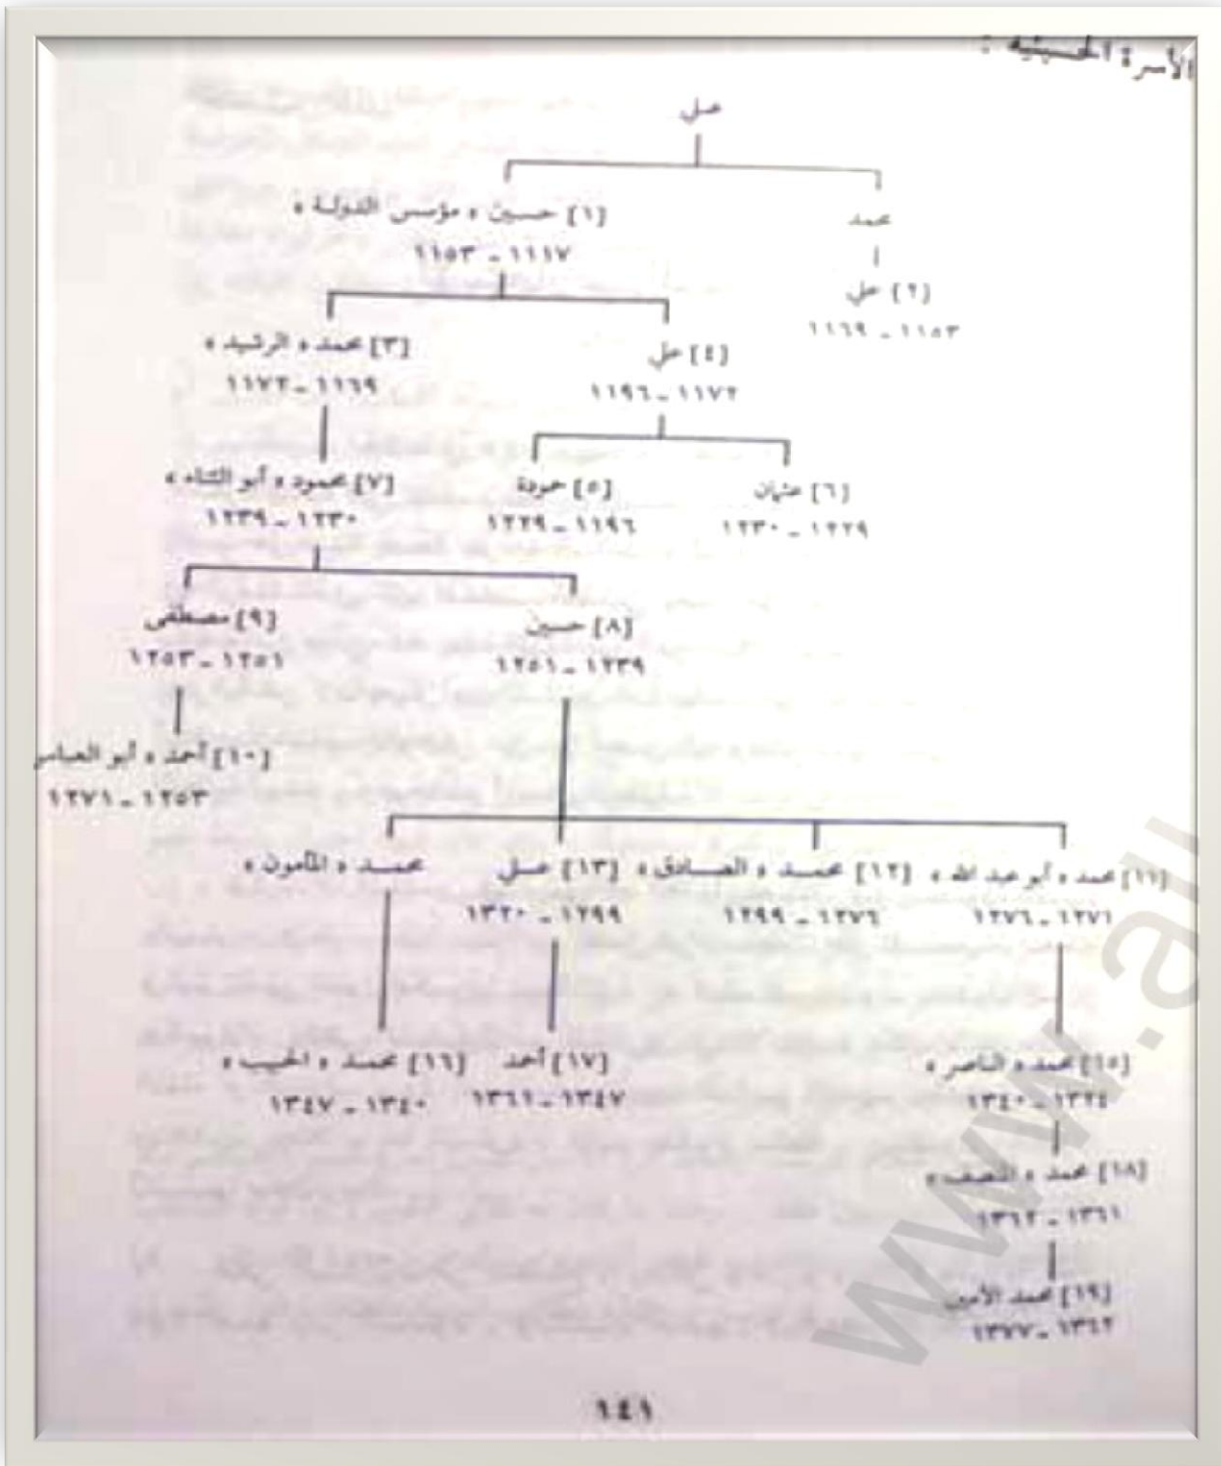 الأسرة الحسينية :
علي
[١] حسين « مؤسس الدولة »
محمد
١١١٧ - ١١٥٣
[٢] علي
١١٥٣ - ١١٦٩
[٣] محمد « الرشيد »
[٤] علي
١١٦٩ - ١١٧٢
١١٧٢ - ١١٩٦
[٧] محمود « أبو الثناء »
[٥] حمودة
[٦] عثمان
١٢٣٠ - ١٢٣٩
١١٩٦ - ١٢٢٩
١٢٢٩ - ١٢٣٠
[٩] مصطفى
[٨] حسين
١٢٥١ - ١٢٥٣
١٢٣٩ - ١٢٥١
[١٠] أحمد « أبو العباس
١٢٥٣ - ١٢٧١
[١١] محمد « أبو عبد الله » [١٢] محمد « الصادق » [١٣] علي محمد « المأمون »
١٢٧١ - ١٢٧٦
١٢٧٦ - ١٢٩٩
١٢٩٩ - ١٣٢٠
[١٥] محمد « الناصر »
[١٧] أحمد
[١٦] محمد « الحبيب »
١٣٢٤ - ١٣٤٠
١٣٤٧ - ١٣٦١
١٣٤٠ - ١٣٤٧
[١٨] محمد « المنصف »
١٣٦١ - ١٣٦٢
[١٩] محمد الأمين
١٣٦٢ - ١٣٧٧
١٤١
www.al